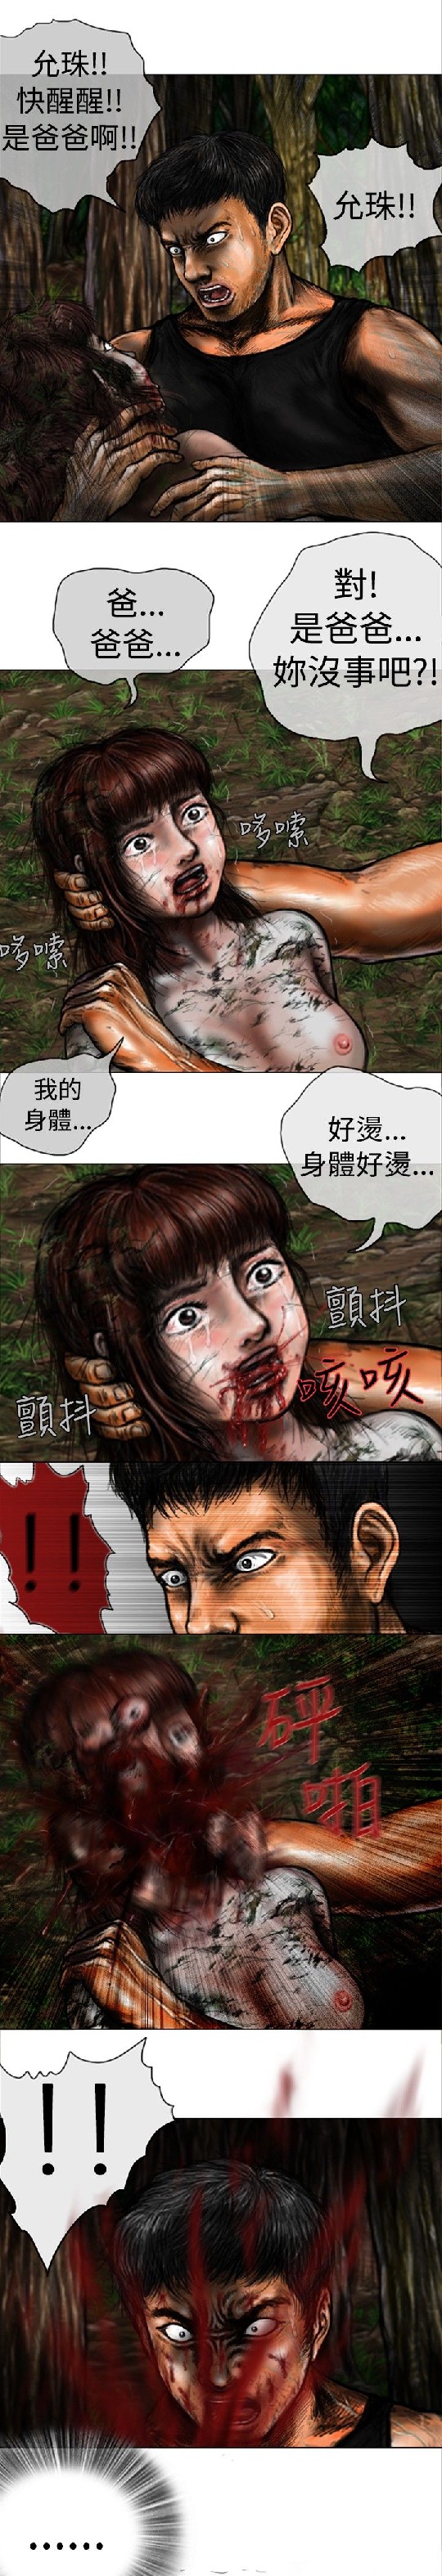 允珠!!
快醒醒!!
是爸爸啊!!
允珠!!
爸...
爸爸...
對!
是爸爸...
妳沒事吧?!
哆嗦
哆嗦
我的
身體...
好燙...
身體好燙...
顫抖
咳咳
顫抖
!!
砰
啪
!!
......